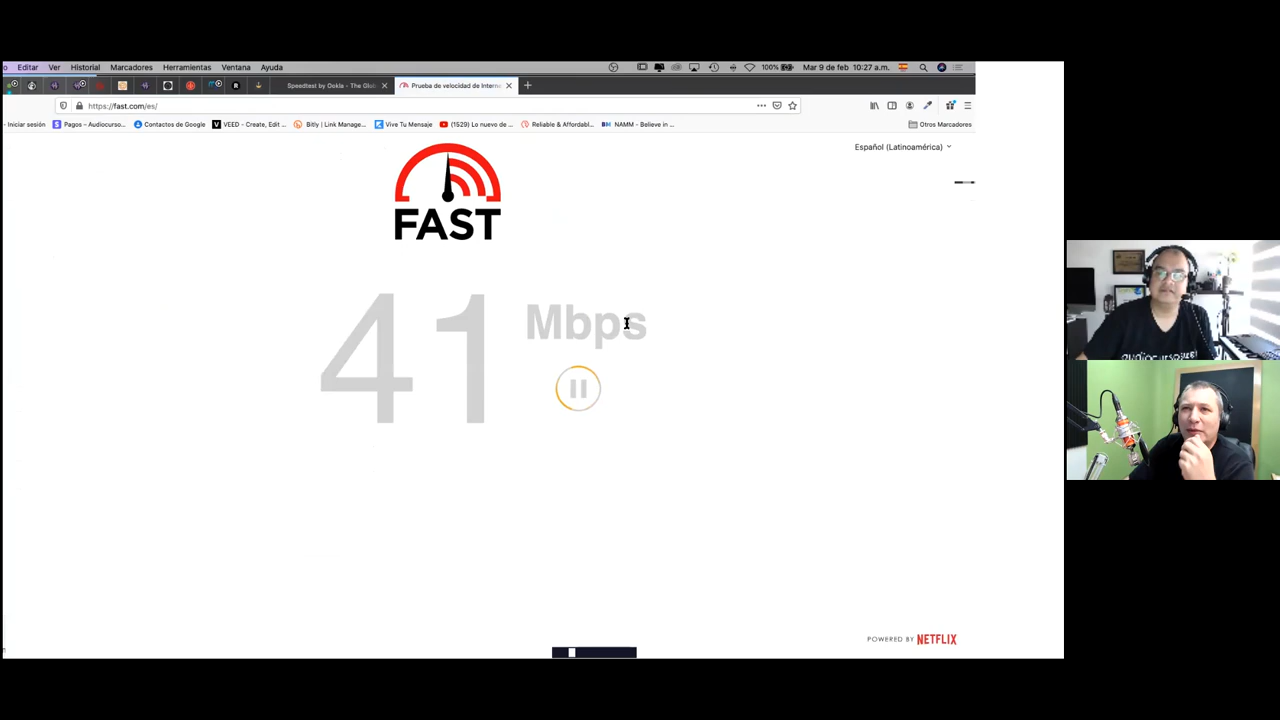 Editar Ver Historial Marcadores Herramientas Ventana Ayuda 100% Mar 9 de feb 10:27 a.m.
Speedtest by Ookla - The Glob Prueba de velocidad de Interne
https://fast.com/es/
Iniciar sesión Pagos – Audiocurso... Contactos de Google VEED - Create, Edit ... Bitly | Link Manage... Vive Tu Mensaje (1529) Lo nuevo de ... Reliable & Affordabl... NAMM - Believe in ... Otros Marcadores
Español (Latinoamérica)
FAST
41 Mbps
POWERED BY NETFLIX